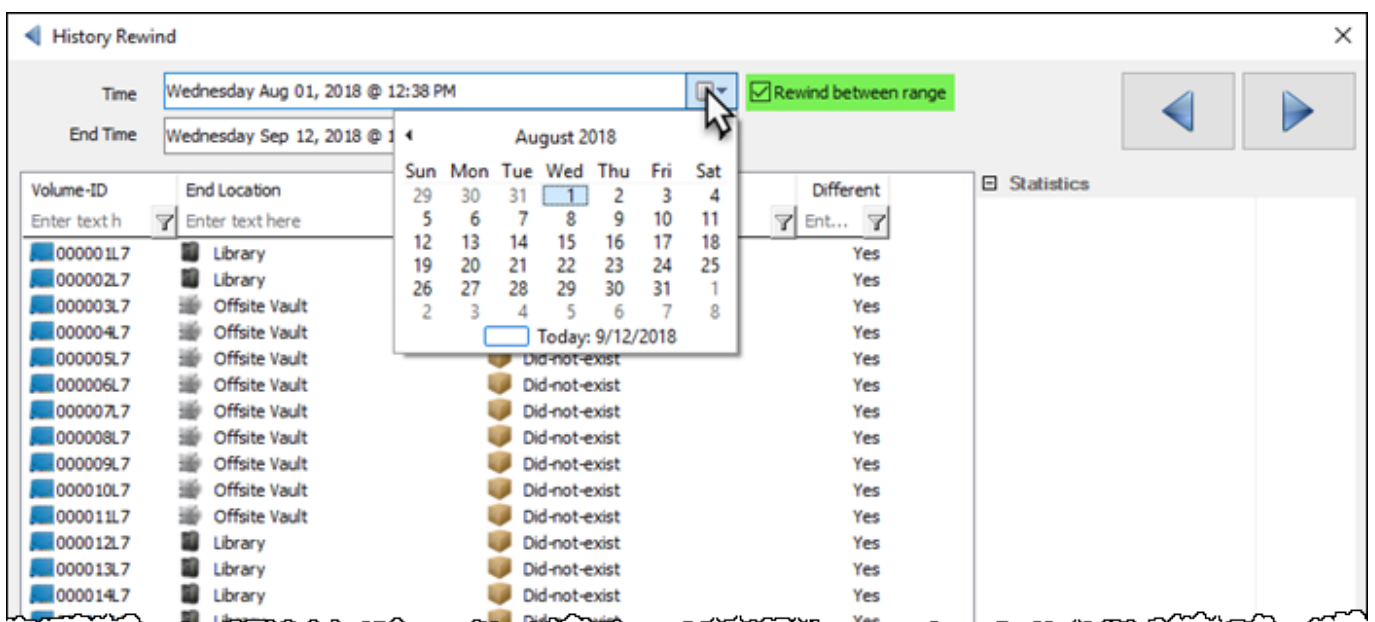 History Rewind
Time Wednesday Aug 01, 2018 @ 12:38 PM Rewind between range
End Time Wednesday Sep 12, 2018 @
August 2018
Sun Mon Tue Wed Thu Fri Sat
29 30 31 1 2 3 4
5 6 7 8 9 10 11
12 13 14 15 16 17 18
19 20 21 22 23 24 25
26 27 28 29 30 31 1
2 3 4 5 6 7 8
Today: 9/12/2018
Volume-ID End Location Different Statistics
Enter text h Enter text here Ent...
000001L7 Library Yes
000002L7 Library Yes
000003L7 Offsite Vault Yes
000004L7 Offsite Vault Yes
000005L7 Offsite Vault Did-not-exist Yes
000006L7 Offsite Vault Did-not-exist Yes
000007L7 Offsite Vault Did-not-exist Yes
000008L7 Offsite Vault Did-not-exist Yes
000009L7 Offsite Vault Did-not-exist Yes
000010L7 Offsite Vault Did-not-exist Yes
000011L7 Offsite Vault Did-not-exist Yes
000012L7 Library Did-not-exist Yes
000013L7 Library Did-not-exist Yes
000014L7 Library Did-not-exist Yes